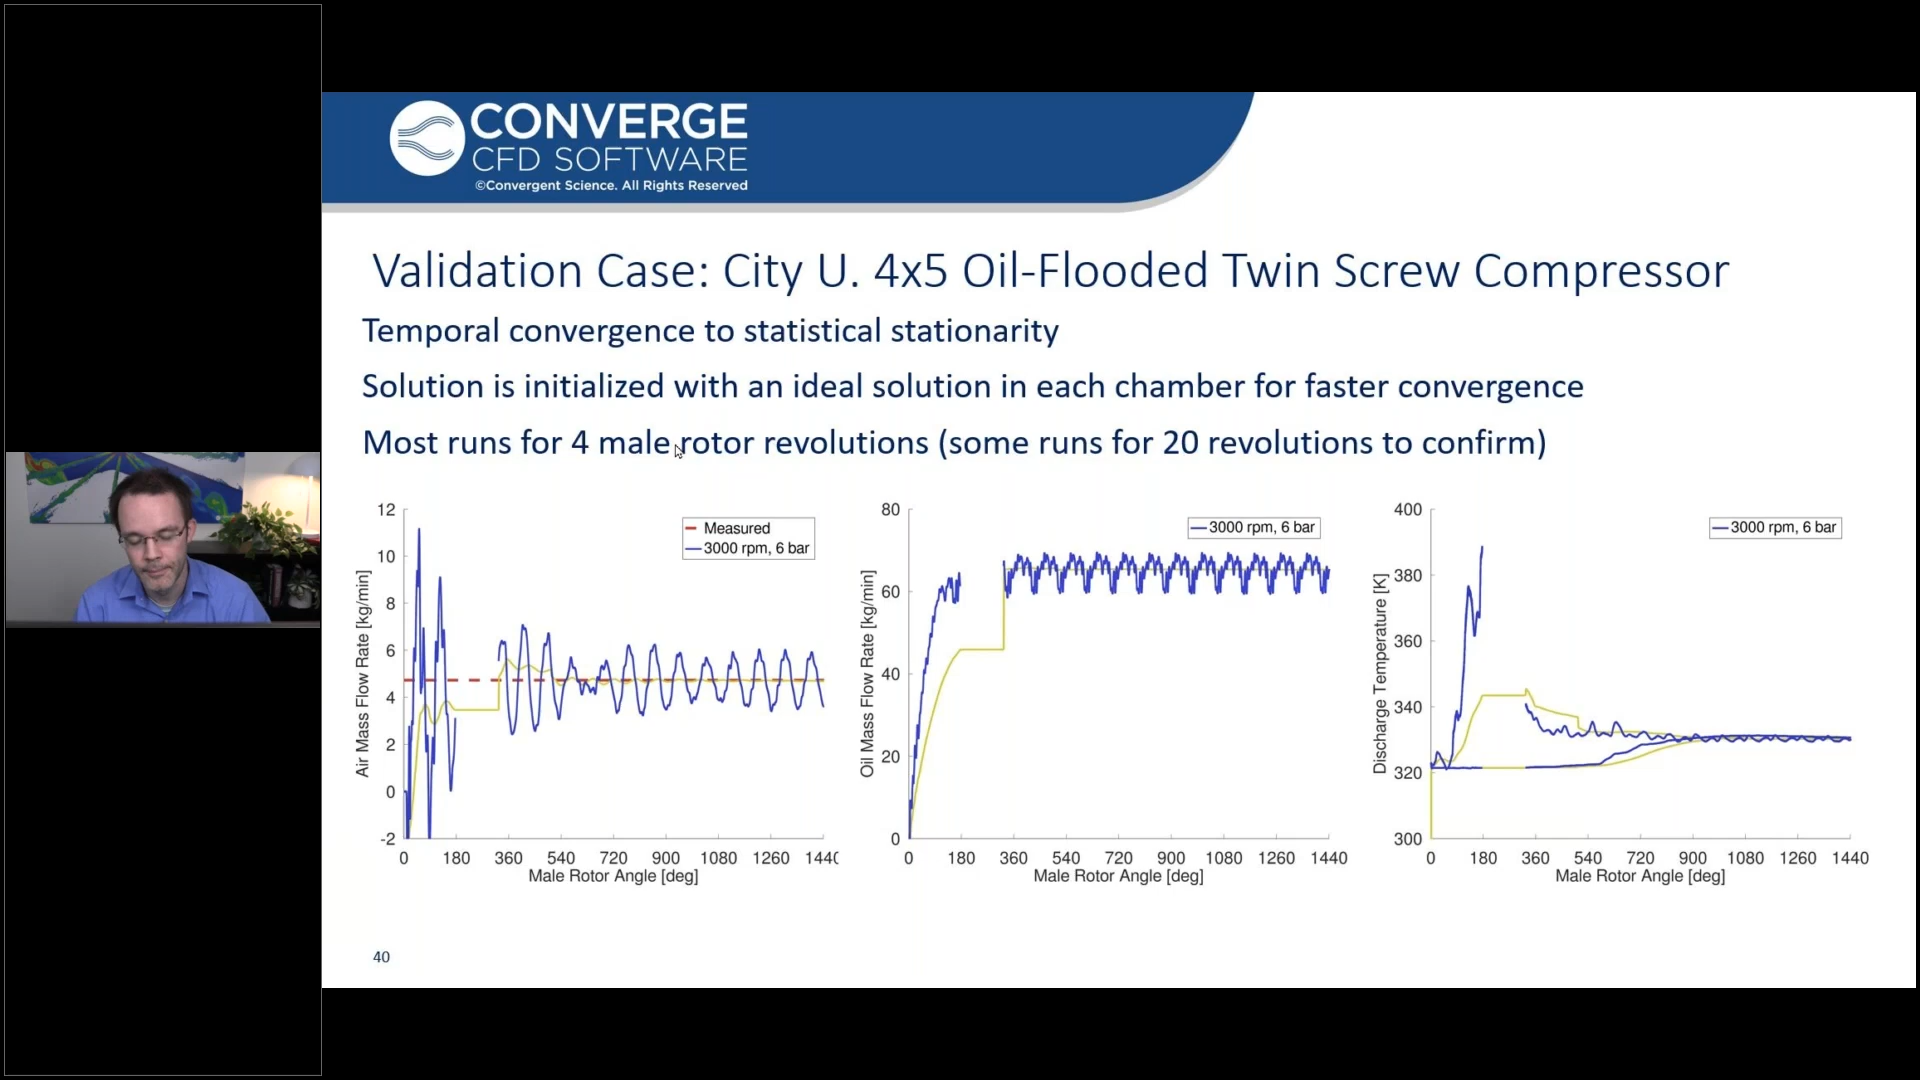 CONVERGE
CFD SOFTWARE
©Convergent Science. All Rights Reserved
Validation Case: City U. 4x5 Oil-Flooded Twin Screw Compressor
Temporal convergence to statistical stationarity
Solution is initialized with an ideal solution in each chamber for faster convergence
Most runs for 4 male rotor revolutions (some runs for 20 revolutions to confirm)
Air Mass Flow Rate [kg/min]
12
10
8
6
4
2
0
-2
Measured
3000 rpm, 6 bar
0 180 360 540 720 900 1080 1260 1440
Male Rotor Angle [deg]
Oil Mass Flow Rate [kg/min]
80
60
40
20
0
3000 rpm, 6 bar
0 180 360 540 720 900 1080 1260 1440
Male Rotor Angle [deg]
Discharge Temperature [K]
400
380
360
340
320
300
3000 rpm, 6 bar
0 180 360 540 720 900 1080 1260 1440
Male Rotor Angle [deg]
40